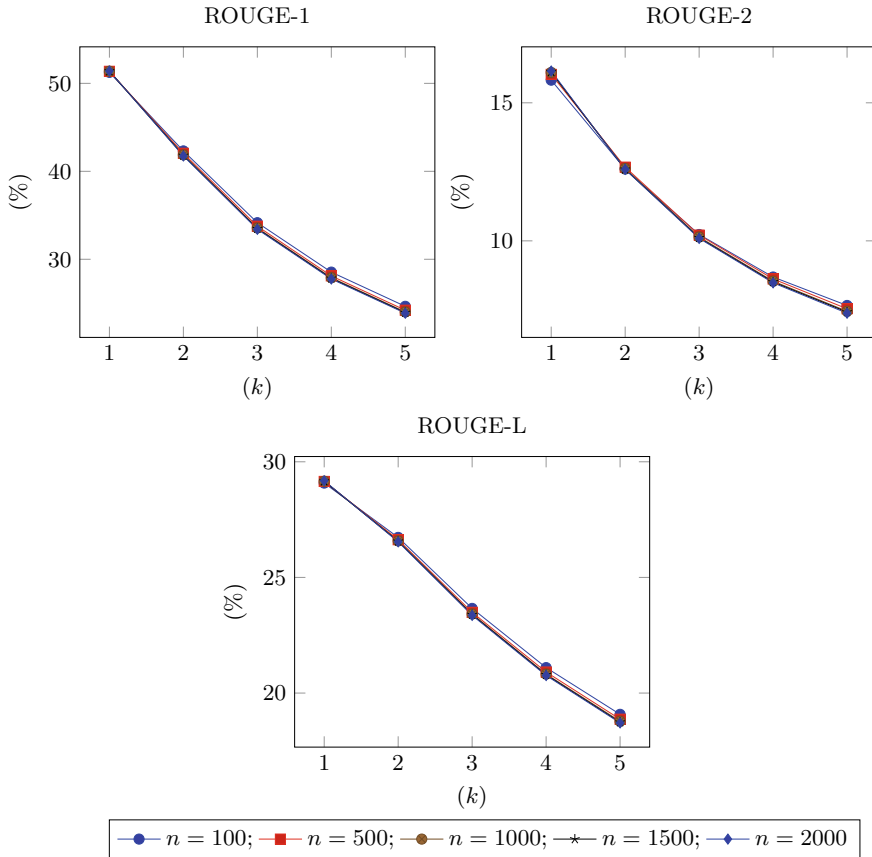 ROUGE-1
ROUGE-2
50
40
30
(%)
1 2 3 4 5
(k)
15
10
(%)
1 2 3 4 5
(k)
ROUGE-L
30
25
20
(%)
1 2 3 4 5
(k)
n = 100; n = 500; n = 1000; n = 1500; n = 2000